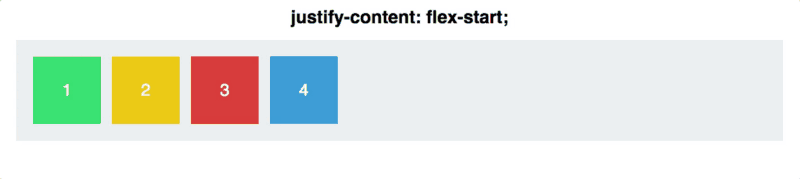 justify-content: flex-start;
1 2 3 4